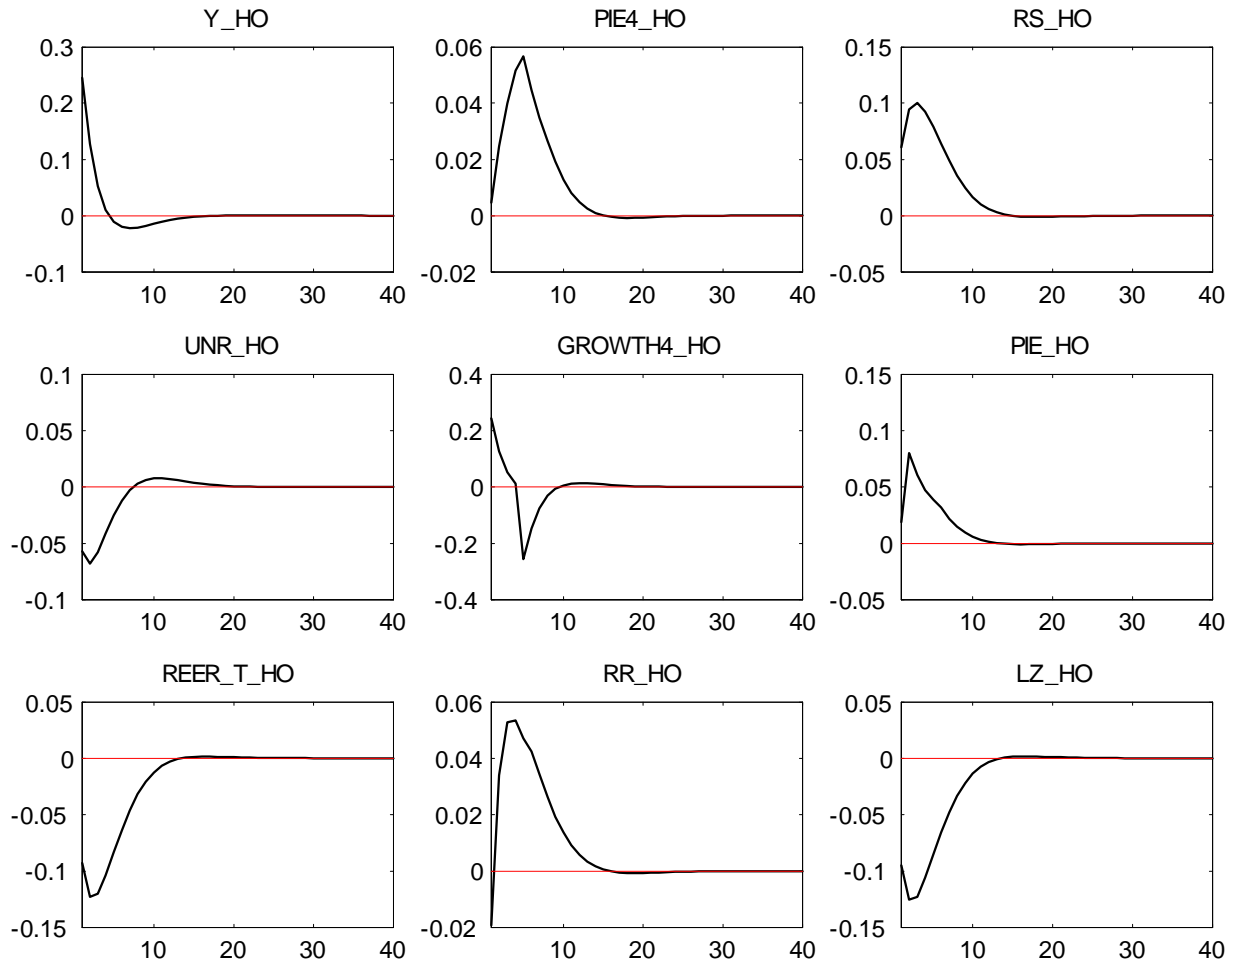 Y_HO PIE4_HO RS_HO
0.3 0.06 0.15
0.2 0.04 0.1
0.1 0.02 0.05
0 0 0
-0.1 -0.02 -0.05
10 20 30 40 10 20 30 40 10 20 30 40
UNR_HO GROWTH4_HO PIE_HO
0.1 0.4 0.15
0.05 0.2 0.1
0 0 0.05
-0.05 -0.2 0
-0.1 -0.4 -0.05
10 20 30 40 10 20 30 40 10 20 30 40
REER_T_HO RR_HO LZ_HO
0.05 0.06 0.05
0 0.04 0
-0.05 0.02 -0.05
-0.1 0 -0.1
-0.15 -0.02 -0.15
10 20 30 40 10 20 30 40 10 20 30 40